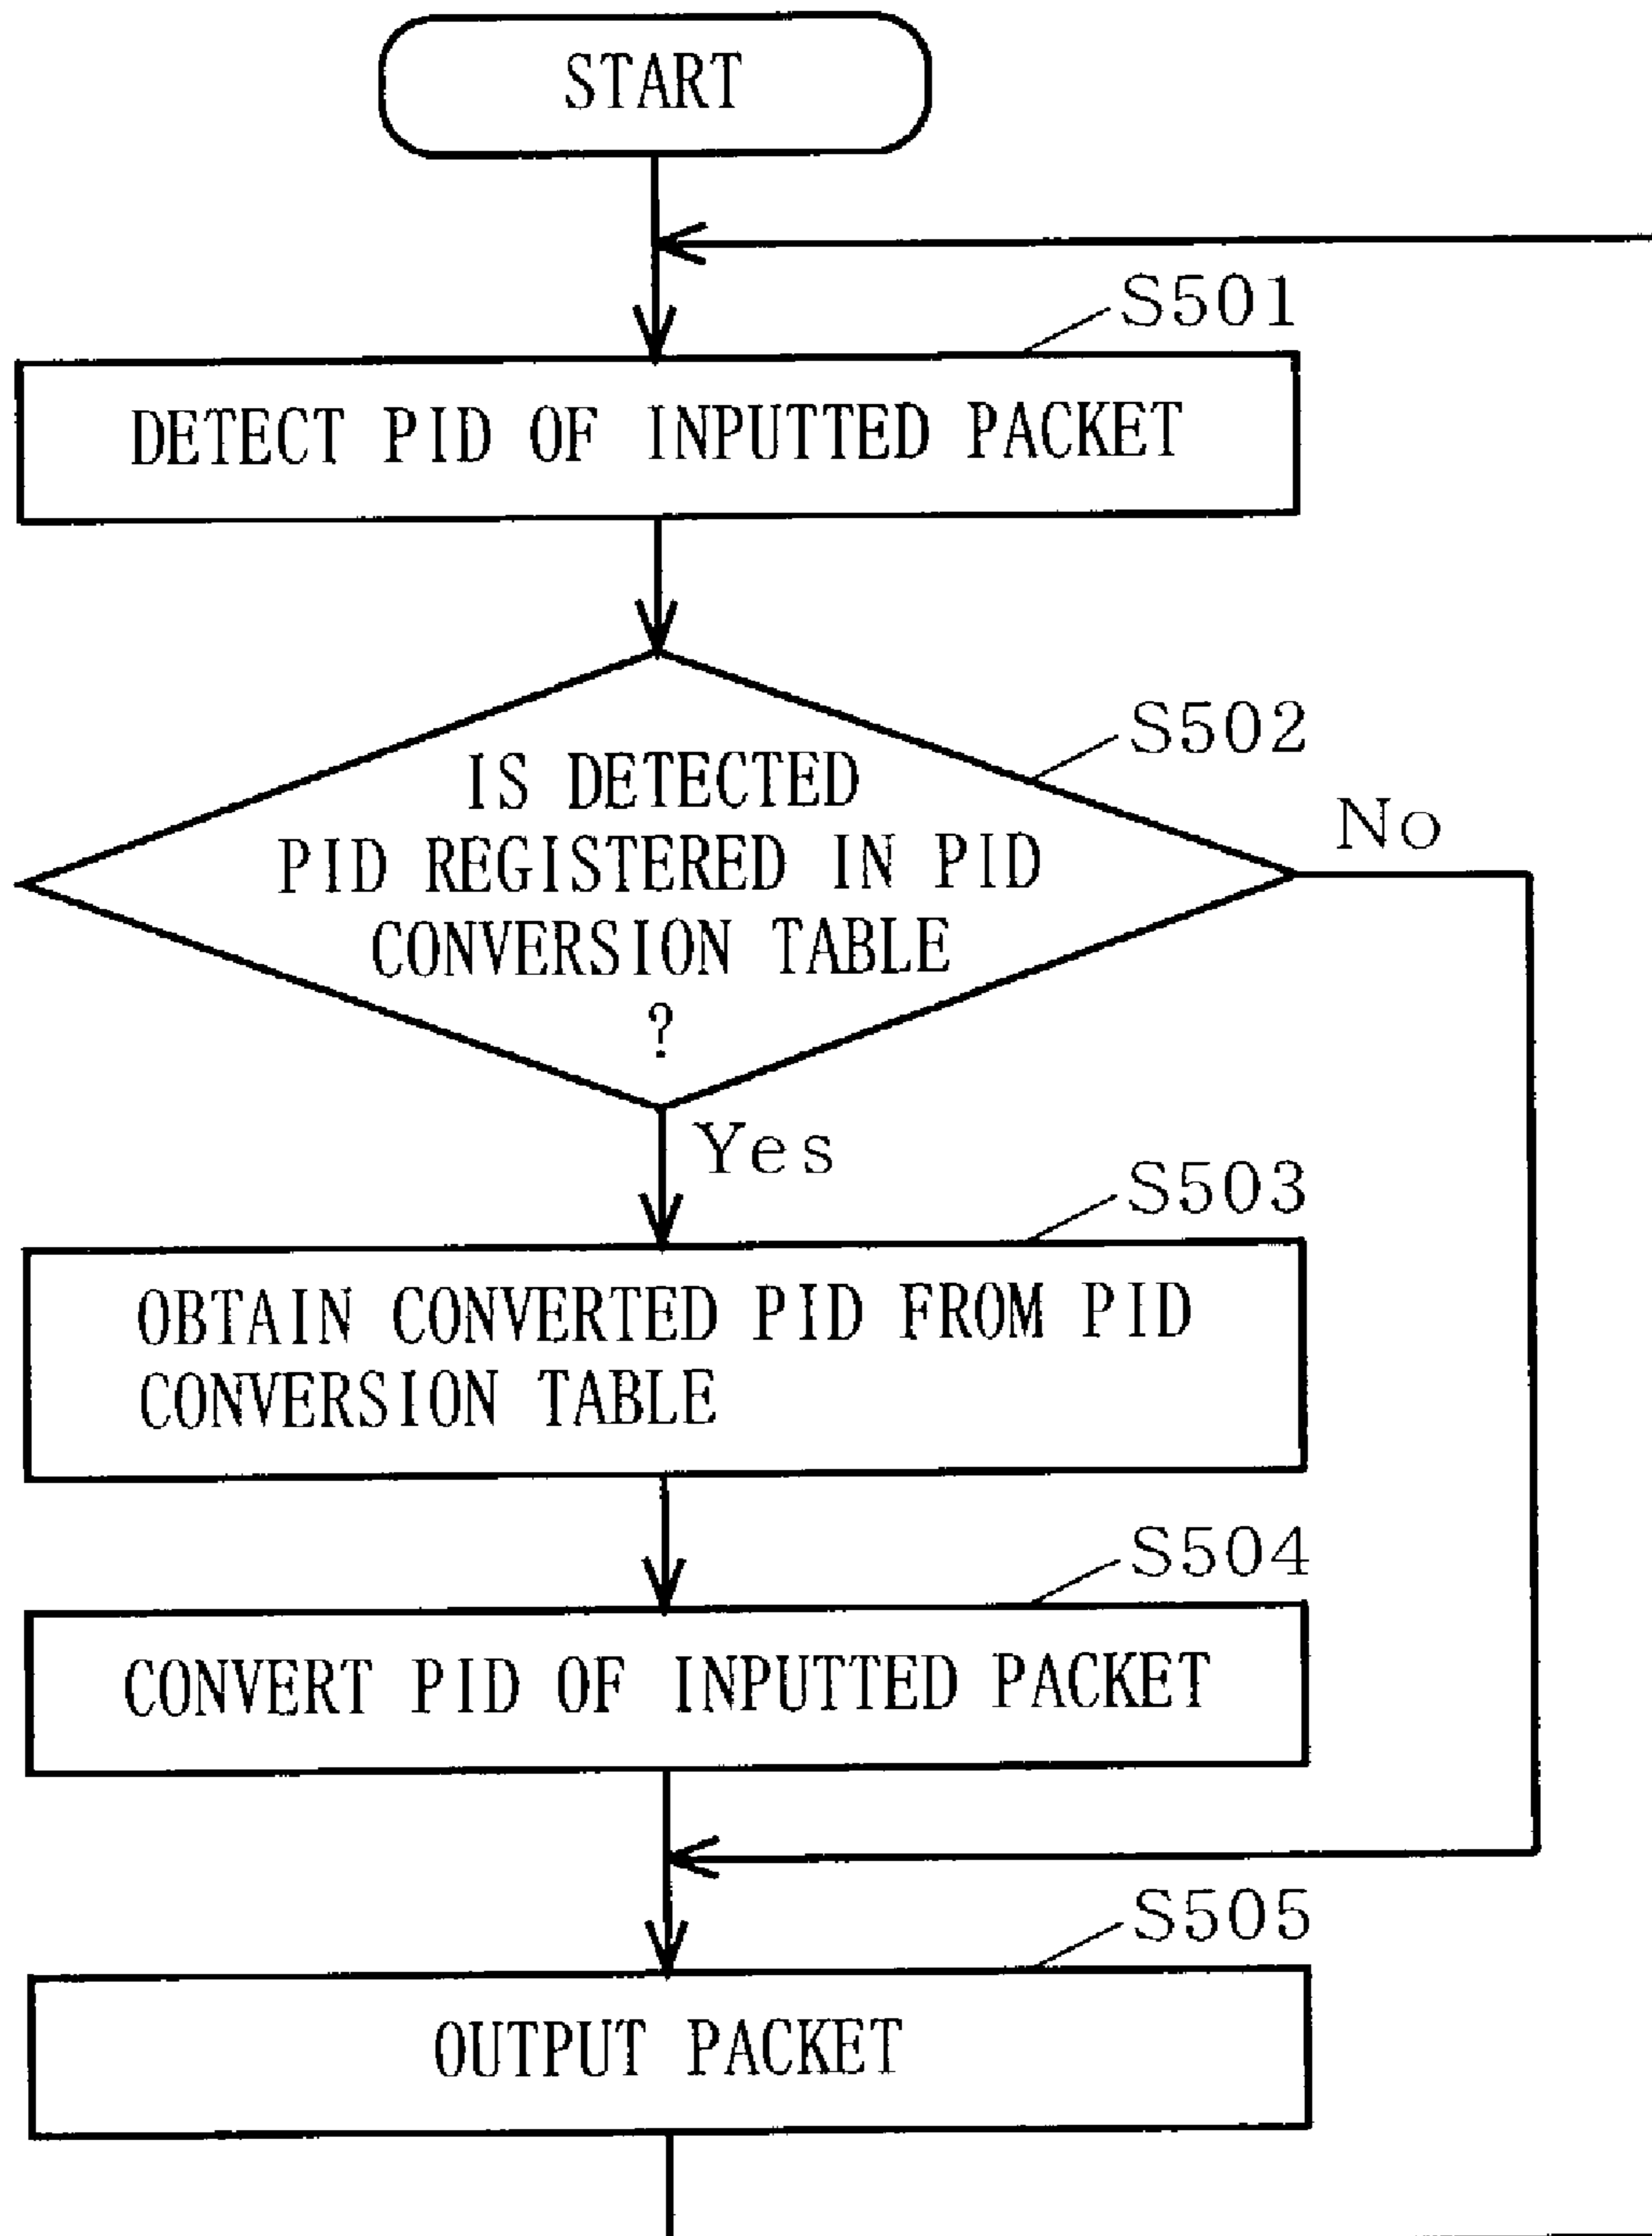 START
S501
DETECT PID OF INPUTTED PACKET
S502
IS DETECTED
PID REGISTERED IN PID
CONVERSION TABLE
?
No
Yes
S503
OBTAIN CONVERTED PID FROM PID
CONVERSION TABLE
S504
CONVERT PID OF INPUTTED PACKET
S505
OUTPUT PACKET